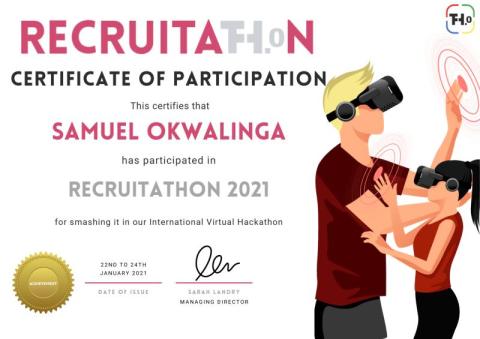 RECRUITATH.0N
TH.0
CERTIFICATE OF PARTICIPATION
This certifies that
SAMUEL OKWALINGA
has participated in
RECRUITATHON 2021
for smashing it in our International Virtual Hackathon
ACHIEVEMENT
22ND TO 24TH
JANUARY 2021
DATE OF ISSUE
SARAH LANDRY
MANAGING DIRECTOR